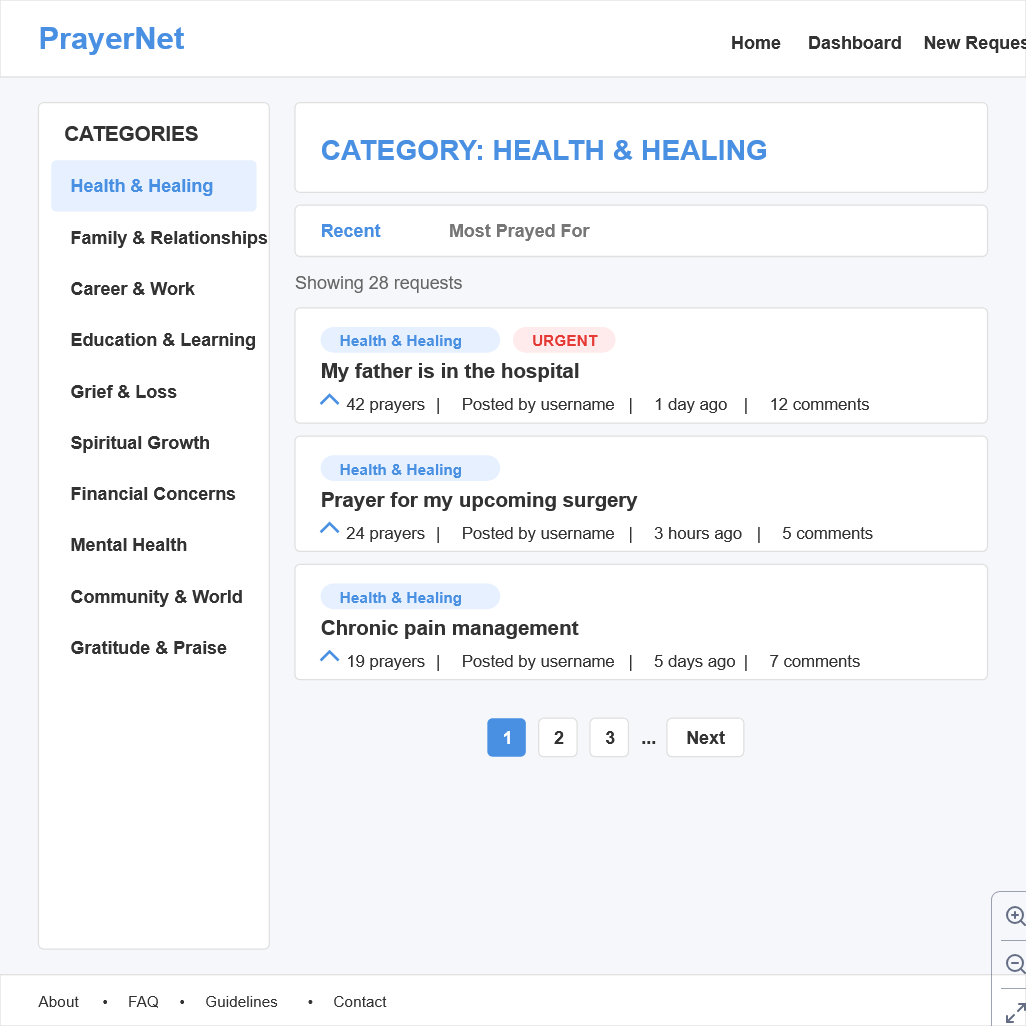 PrayerNet
Home Dashboard New Reques
CATEGORIES
Health & Healing
Family & Relationships
Career & Work
Education & Learning
Grief & Loss
Spiritual Growth
Financial Concerns
Mental Health
Community & World
Gratitude & Praise
CATEGORY: HEALTH & HEALING
Recent Most Prayed For
Showing 28 requests
Health & Healing URGENT
My father is in the hospital
42 prayers | Posted by username | 1 day ago | 12 comments
Health & Healing
Prayer for my upcoming surgery
24 prayers | Posted by username | 3 hours ago | 5 comments
Health & Healing
Chronic pain management
19 prayers | Posted by username | 5 days ago | 7 comments
1 2 3 ... Next
About • FAQ • Guidelines • Contact